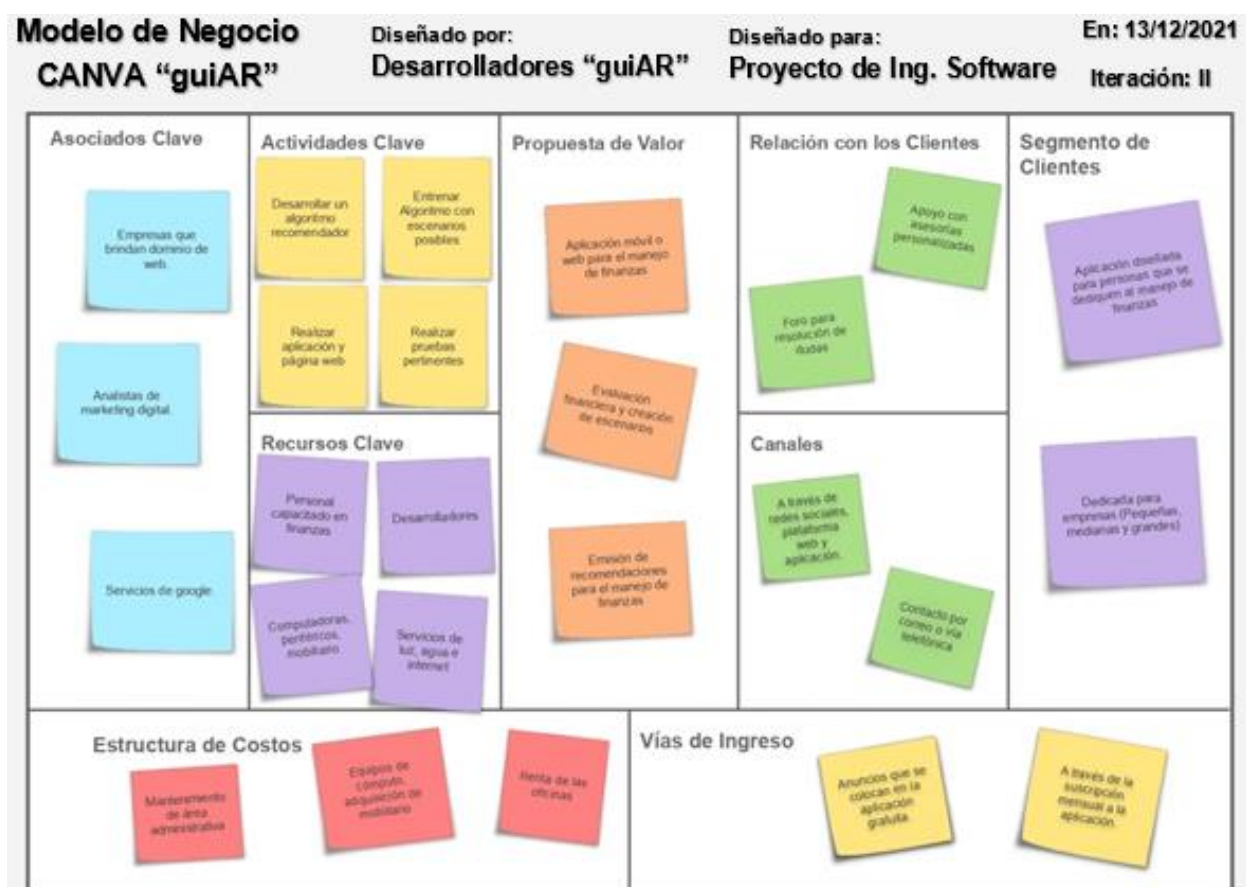 Modelo de Negocio
CANVA “guiAR”
Diseñado por:
Desarrolladores “guiAR”
Diseñado para:
Proyecto de Ing. Software
En: 13/12/2021
Iteración: II
Asociados Clave
Empresas que
brindan dominio de
web.
Analistas de
marketing digital.
Servicios de google.
Actividades Clave
Desarrollar un
algoritmo
recomendador
Entrenar
Algoritmo con
escenarios
posibles
Realizar
aplicación y
página web
Realizar
pruebas
pertinentes
Recursos Clave
Personal
capacitado en
finanzas
Desarrolladores
Computadoras,
periféricos,
mobiliario
Servicios de
luz, agua e
internet
Propuesta de Valor
Aplicación móvil o
web para el manejo
de finanzas
Evaluación
financiera y creación
de escenarios
Emisión de
recomendaciones
para el manejo de
finanzas
Relación con los Clientes
Apoyo con
asesorías
personalizadas
Foro para
resolución de
dudas
Canales
A través de
redes sociales,
plataforma
web y
aplicación.
Contacto por
correo o vía
telefónica
Segmento de
Clientes
Aplicación diseñada
para personas que se
dediquen al manejo de
finanzas
Dedicada para
empresas (Pequeñas,
medianas y grandes)
Estructura de Costos
Mantenimiento
de área
administrativa
Equipos de
computo,
adquisición de
mobiliario
Renta de las
oficinas
Vías de Ingreso
Anuncios que se
colocan en la
aplicación
gratuita.
A través de la
suscripción
mensual a la
aplicación.